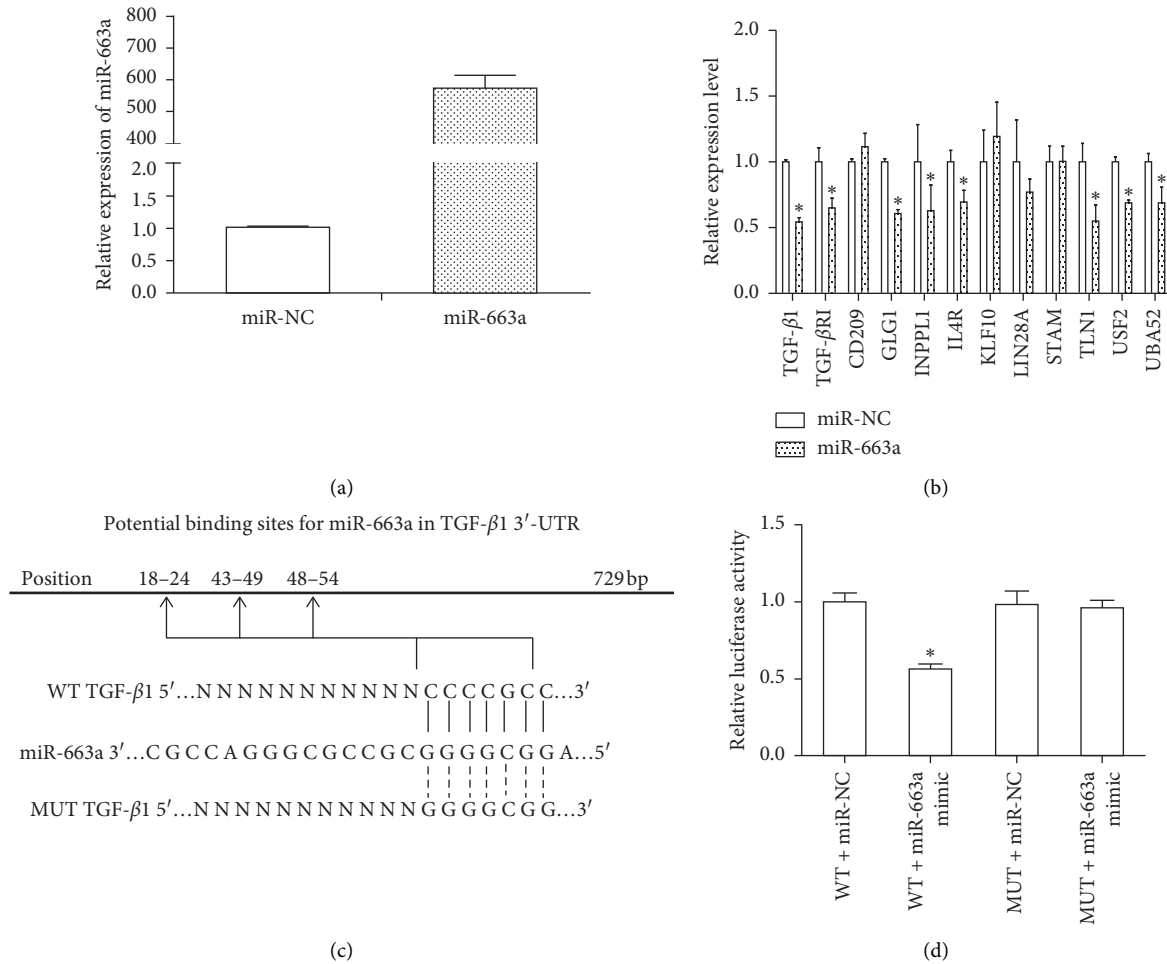 800
700
600
500
400
2.0
1.5
1.0
0.5
0.0
Relative expression of miR-663a
miR-NC
miR-663a
(a)
2.0
1.5
1.0
0.5
0.0
Relative expression level
* * * * * * * *
TGF-β1
TGF-βRI
CD209
GLG1
INPPL1
IL4R
KLF10
LIN28A
STAM
TLN1
USF2
UBA52
miR-NC
miR-663a
(b)
Potential binding sites for miR-663a in TGF-β1 3′-UTR
Position 18–24 43–49 48–54 729 bp
WT TGF-β1 5′…N N N N N N N N N N N C C C C G C C…3′
miR-663a 3′…C G C C A G G G C G C C G C G G G G C G G A…5′
MUT TGF-β1 5′…N N N N N N N N N N N G G G G C G G…3′
(c)
1.5
1.0
0.5
0.0
Relative luciferase activity
*
WT + miR-NC
WT + miR-663a
mimic
MUT + miR-NC
MUT + miR-663a
mimic
(d)